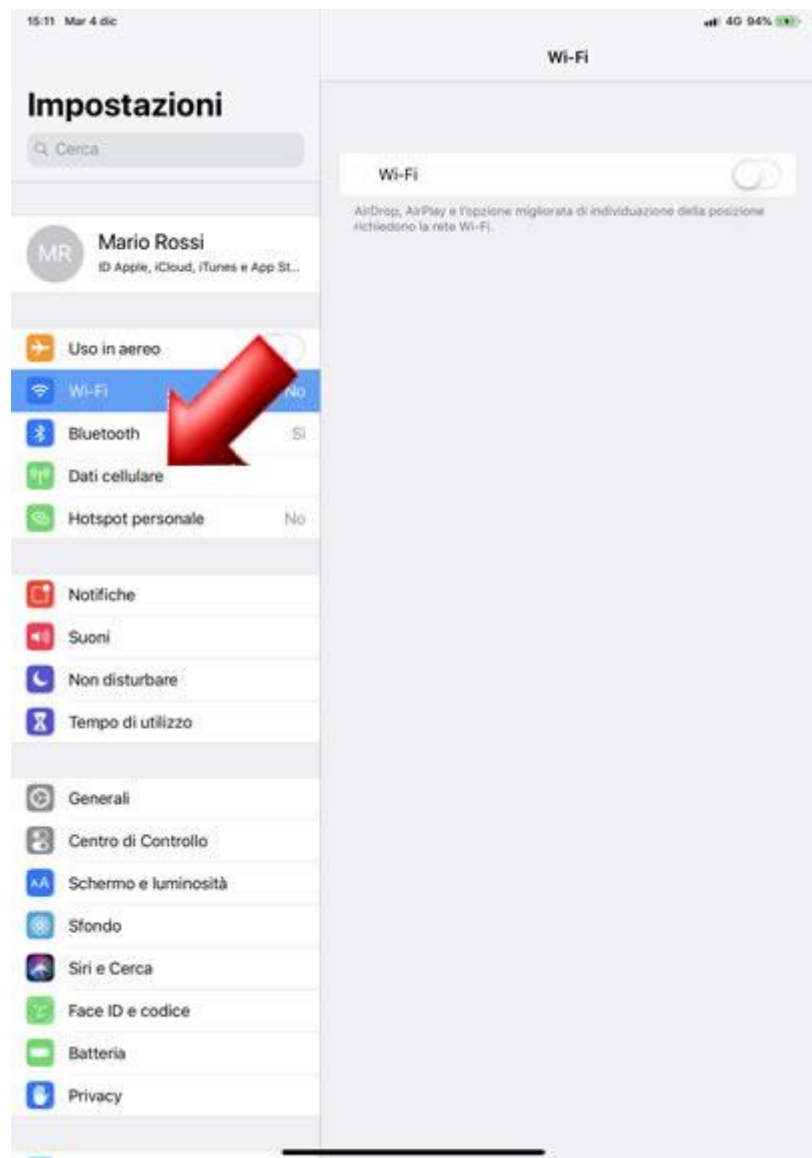 15:11 Mar 4 dic
4G 94%
Wi-Fi
Impostazioni
Cerca
Wi-Fi
AirDrop, AirPlay e l'opzione migliorata di individuazione della posizione
richiedono la rete Wi-Fi.
MR
Mario Rossi
ID Apple, iCloud, iTunes e App St...
Uso in aereo
Wi-Fi No
Bluetooth Sì
Dati cellulare
Hotspot personale No
Notifiche
Suoni
Non disturbare
Tempo di utilizzo
Generali
Centro di Controllo
AA
Schermo e luminosità
Sfondo
Siri e Cerca
Face ID e codice
Batteria
Privacy